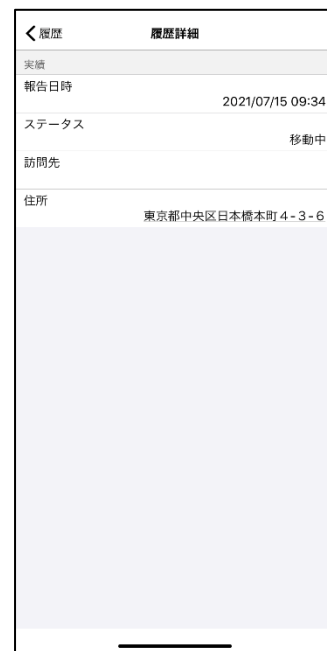 履歴
履歴詳細
実績
報告日時
2021/07/15 09:34
ステータス
移動中
訪問先
住所
東京都中央区日本橋本町４-３-６